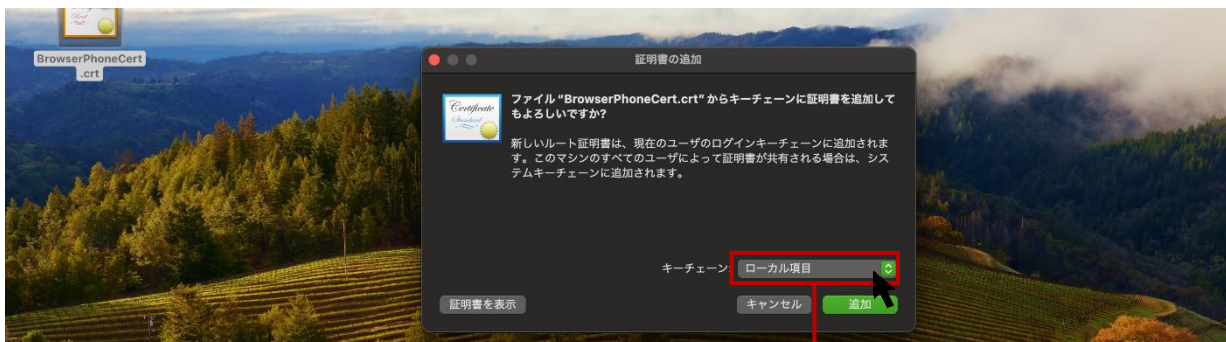 BrowserPhoneCert
.crt
証明書の追加
Certificate
Standard
ファイル“BrowserPhoneCert.crt”からキーチェーンに証明書を追加して
もよろしいですか?
新しいルート証明書は、現在のユーザのログインキーチェーンに追加されま
す。このマシンのすべてのユーザによって証明書が共有される場合は、シス
テムキーチェーンに追加されます。
キーチェーン: ローカル項目
証明書を表示 キャンセル 追加